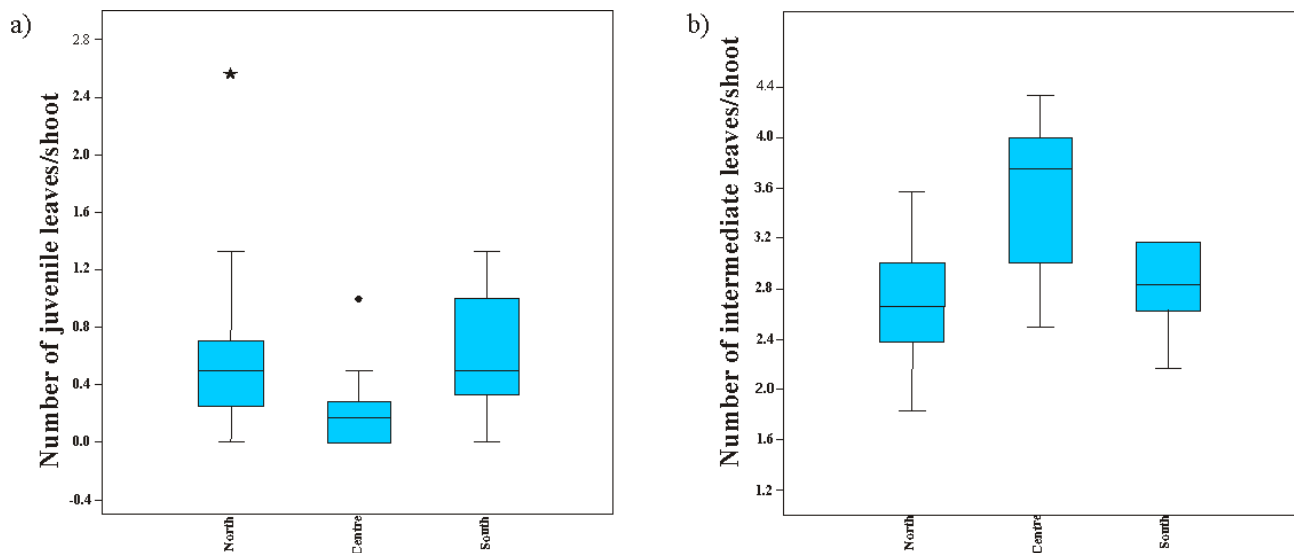 a)
Number of juvenile leaves/shoot
2.8
2.4
2.0
1.6
1.2
0.8
0.4
0.0
-0.4
North
Centre
South
b)
Number of intermediate leaves/shoot
4.4
4.0
3.6
3.2
2.8
2.4
2.0
1.6
1.2
North
Centre
South